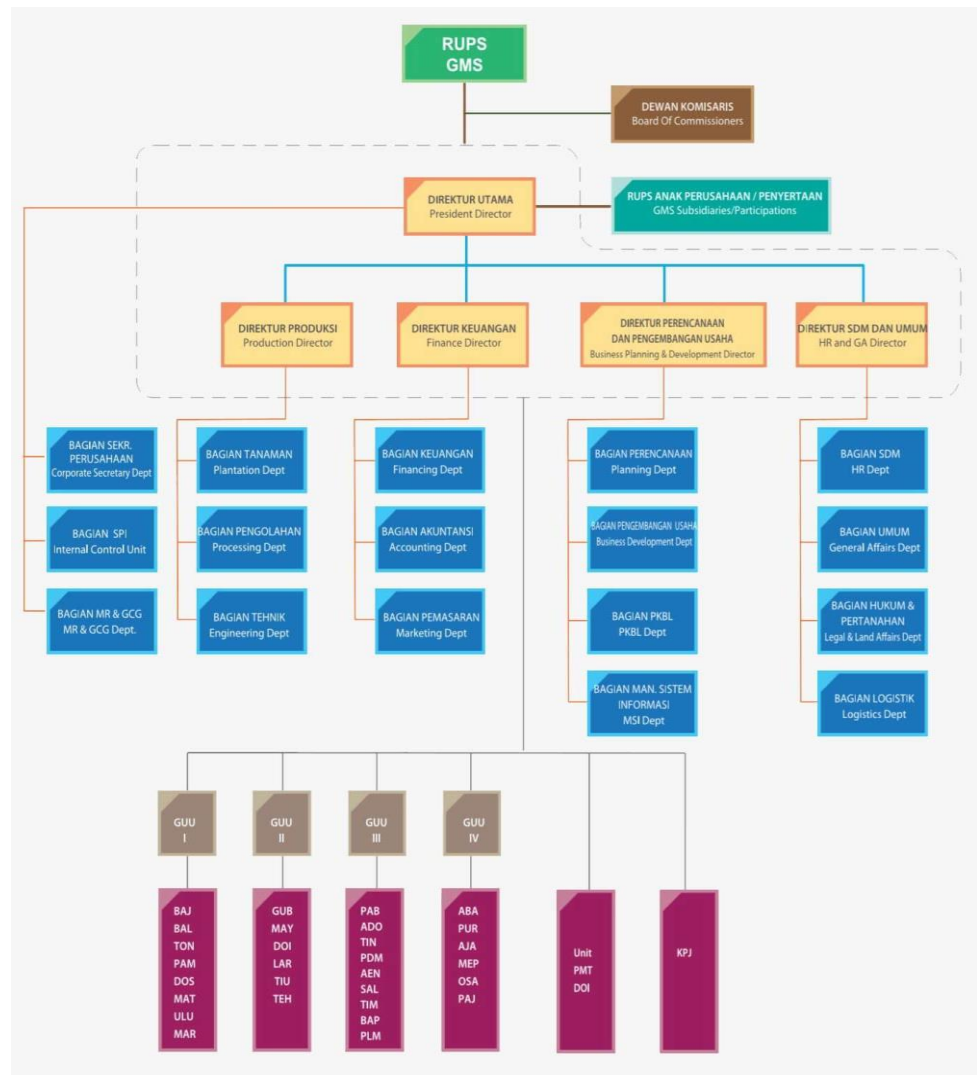 RUPS
GMS
DEWAN KOMISARIS
Board Of Commissioners
DIREKTUR UTAMA
President Director
RUPS ANAK PERUSAHAAN / PENYERTAAN
GMS Subsidiaries/Participations
DIREKTUR PRODUKSI
Production Director
DIREKTUR KEUANGAN
Finance Director
DIREKTUR PERENCANAAN
DAN PENGEMBANGAN USAHA
Business Planning & Development Director
DIREKTUR SDM DAN UMUM
HR and GA Director
BAGIAN SEKR.
PERUSAHAAN
Corporate Secretary Dept
BAGIAN SPI
Internal Control Unit
BAGIAN MR & GCG
MR & GCG Dept.
BAGIAN TANAMAN
Plantation Dept
BAGIAN PENGOLAHAN
Processing Dept
BAGIAN TEHNIK
Engineering Dept
BAGIAN KEUANGAN
Financing Dept
BAGIAN AKUNTANSI
Accounting Dept
BAGIAN PEMASARAN
Marketing Dept
BAGIAN PERENCANAAN
Planning Dept
BAGIAN PENGEMBANGAN USAHA
Business Development Dept
BAGIAN PKBL
PKBL Dept
BAGIAN MAN. SISTEM
INFORMASI
MSI Dept
BAGIAN SDM
HR Dept
BAGIAN UMUM
General Affairs Dept
BAGIAN HUKUM &
PERTANAHAN
Legal & Land Affairs Dept
BAGIAN LOGISTIK
Logistics Dept
GUU
I
GUU
II
GUU
III
GUU
IV
BAJ
BAL
TON
PAM
DOS
MAT
ULU
MAR
GUB
MAY
DOI
LAR
TIU
TEH
PAB
ADO
TIN
PDM
AEN
SAL
TIM
BAP
PLM
ABA
PUR
AJA
MEP
OSA
PAJ
Unit
PMT
DOI
KPJ